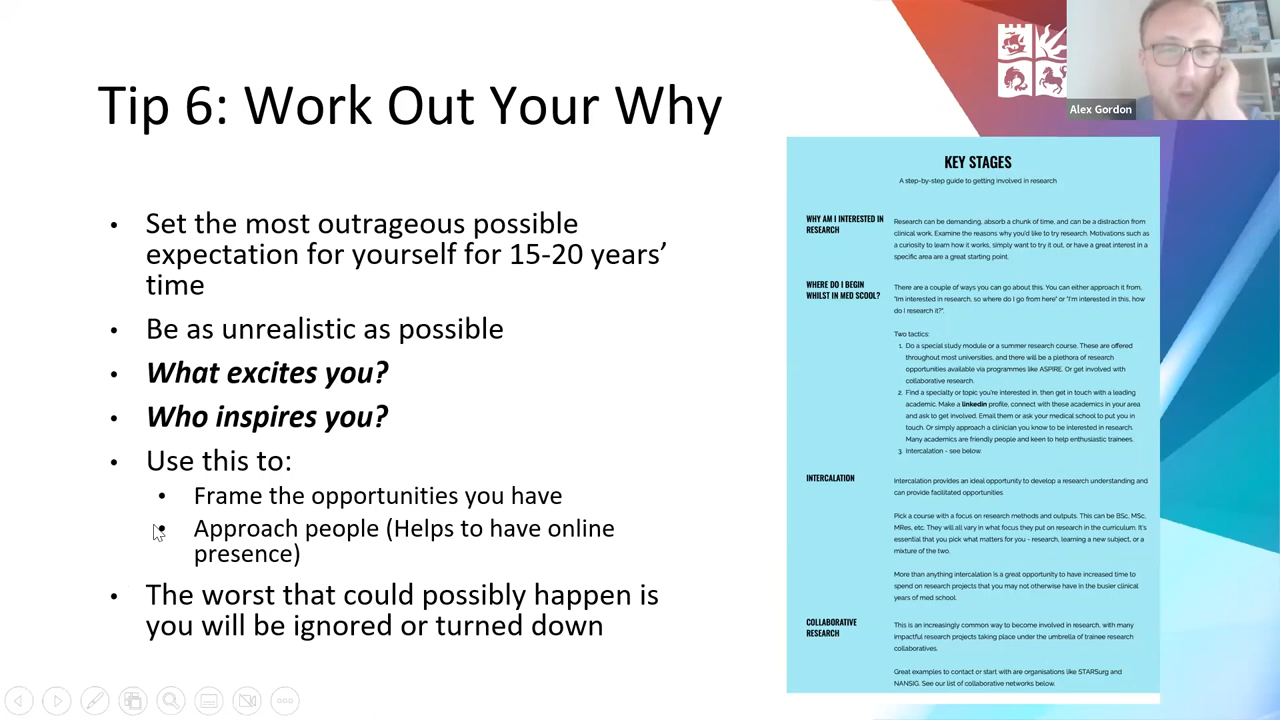 Tip 6: Work Out Your Why
• Set the most outrageous possible
expectation for yourself for 15-20 years’
time
• Be as unrealistic as possible
• What excites you?
• Who inspires you?
• Use this to:
• Frame the opportunities you have
• Approach people (Helps to have online
presence)
• The worst that could possibly happen is
you will be ignored or turned down
Alex Gordon
KEY STAGES
A step-by-step guide to getting involved in research
WHY AM I INTERESTED IN
RESEARCH
Research can be demanding, absorb a chunk of time, and can be a distraction from
clinical work. Examine the reasons why you'd like to try research. Motivations such as
a curiosity to learn how it works, simply want to try it out, or have a great interest in a
specific area are a great starting point.
WHERE DO I BEGIN
WHILST IN MED SCOOL?
There are a couple of ways you can go about this. You can either approach it from,
"Im interested in research, so where do I go from here" or "I'm interested in this, how
do I research it?".
Two tactics:
1. Do a special study module or a summer research course. These are offered
throughout most universities, and there will be a plethora of research
opportunities available via programmes like ASPIRE. Or get involved with
collaborative research.
2. Find a specialty or topic you're interested in, then get in touch with a leading
academic. Make a linkedin profile, connect with these academics in your area
and ask to get involved. Email them or ask your medical school to put you in
touch. Or simply approach a clinician you know to be interested in research.
Many academics are friendly people and keen to help enthusiastic trainees.
3. Intercalation - see below.
INTERCALATION
Intercalation provides an ideal opportunity to develop a research understanding and
can provide facilitated opportunities.
Pick a course with a focus on research methods and outputs. This can be BSc, MSc,
MRes, etc. They will all vary in what focus they put on research in the curriculum. It's
essential that you pick what matters for you - research, learning a new subject, or a
mixture of the two.
More than anything intercalation is a great opportunity to have increased time to
spend on research projects that you may not otherwise have in the busier clinical
years of med school.
COLLABORATIVE
RESEARCH
This is an increasingly common way to become involved in research, with many
impactful research projects taking place under the umbrella of trainee research
collaboratives.
Great examples to contact or start with are organisations like STARSurg and
NANSIG. See our list of collaborative networks below.